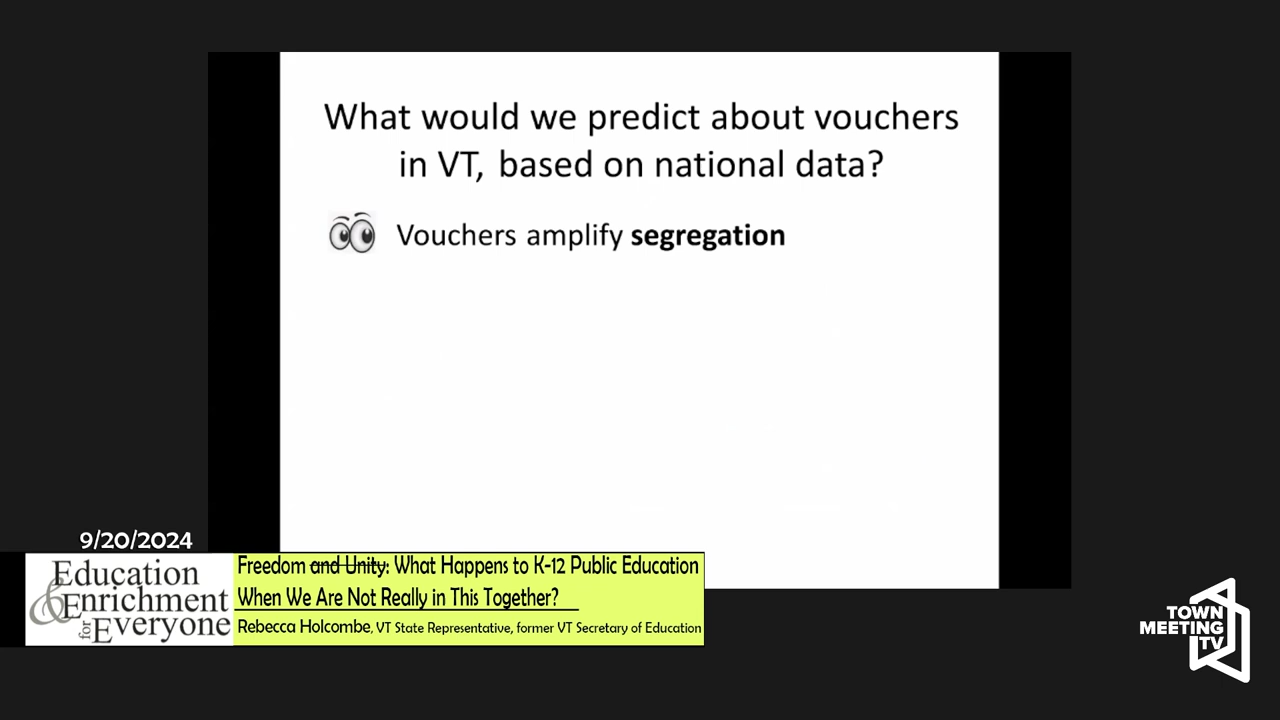 What would we predict about vouchers
in VT, based on national data?
Vouchers amplify segregation
9/20/2024
Education
& Enrichment
for Everyone
Freedom and Unity: What Happens to K-12 Public Education
When We Are Not Really in This Together?
Rebecca Holcombe, VT State Representative, former VT Secretary of Education
TOWN
MEETING
TV